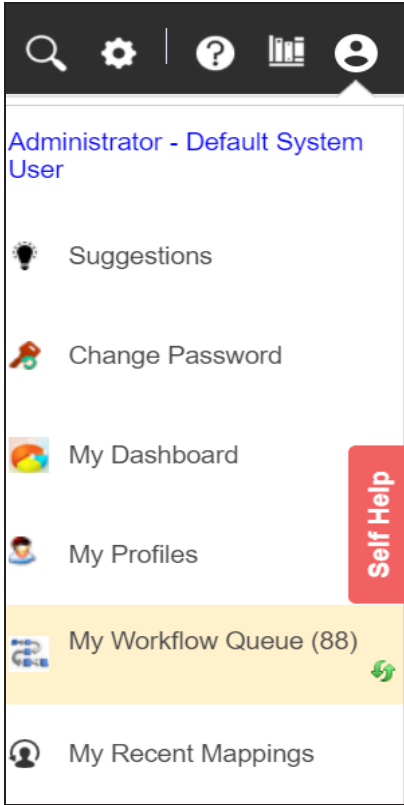 Administrator - Default System
User
Suggestions
Change Password
My Dashboard
Self Help
My Profiles
My Workflow Queue (88)
My Recent Mappings